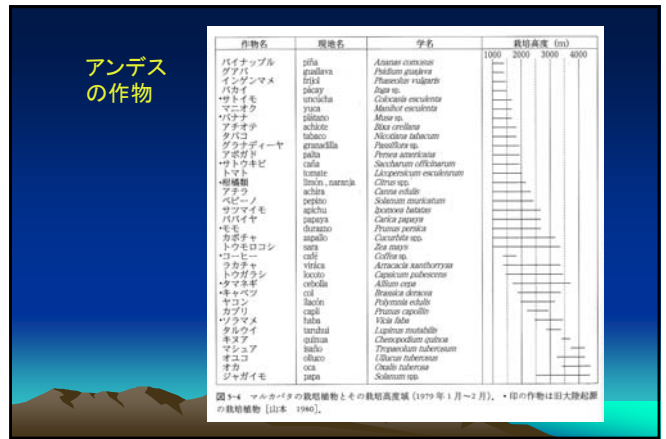 アンデス
の作物
作物名 現地名 学名 栽培高度 (m)
1000 2000 3000 4000
パイナップル piña Ananas comosus
グアバ guallava Psidium guajava
インゲンマメ frijol Phaseolus vulgaris
パカイ pácay Inga sp.
•サトイモ uncúcha Colocasia esculenta
マニオク yuca Manihot esculenta
•バナナ plátano Musa sp.
アチオテ achiote Bixa orellana
タバコ tabaco Nicotiana tabacum
グラナディーヤ granadilla Passiflora sp.
アボガド palta Persea americana
•サトウキビ caña Saccharum officinarum
トマト tomate Licopersicum esculenrum
•柑橘類 limón, naranja Citrus spp.
アチラ achira Canna edulis
ペピーノ pepino Solanum muricatum
サツマイモ apichu Ipomoea batatas
パパイヤ papaya Carica papaya
•モモ durazno Prunus persica
カボチャ zapallo Cucurbita spp.
トウモロコシ sara Zea mays
•コーヒー café Coffea sp.
ラカチャ viráca Arracacia xanthorryza
トウガラシ locoto Capsicum pubescens
•タマネギ cebolla Allium cepa
•キャベツ col Brassica deracea
ヤコン llacón Polymnia edulis
カプリ capli Prunus capollin
•ソラマメ haba Vicia faba
タルウイ taruhui Lupinus mutabilis
キヌア quinua Chenopodium quinoa
マシュア isaño Tropaeolum tuberosum
オユコ olluco Ullucus tuberosus
オカ oca Oxalis tuberosa
ジャガイモ papa Solanum spp.
図 5-4 マルカパタの栽培植物とその栽培高度域 (1979 年 1 月～2 月)。•印の作物は旧大陸起源
の栽培植物 [山本 1980]。